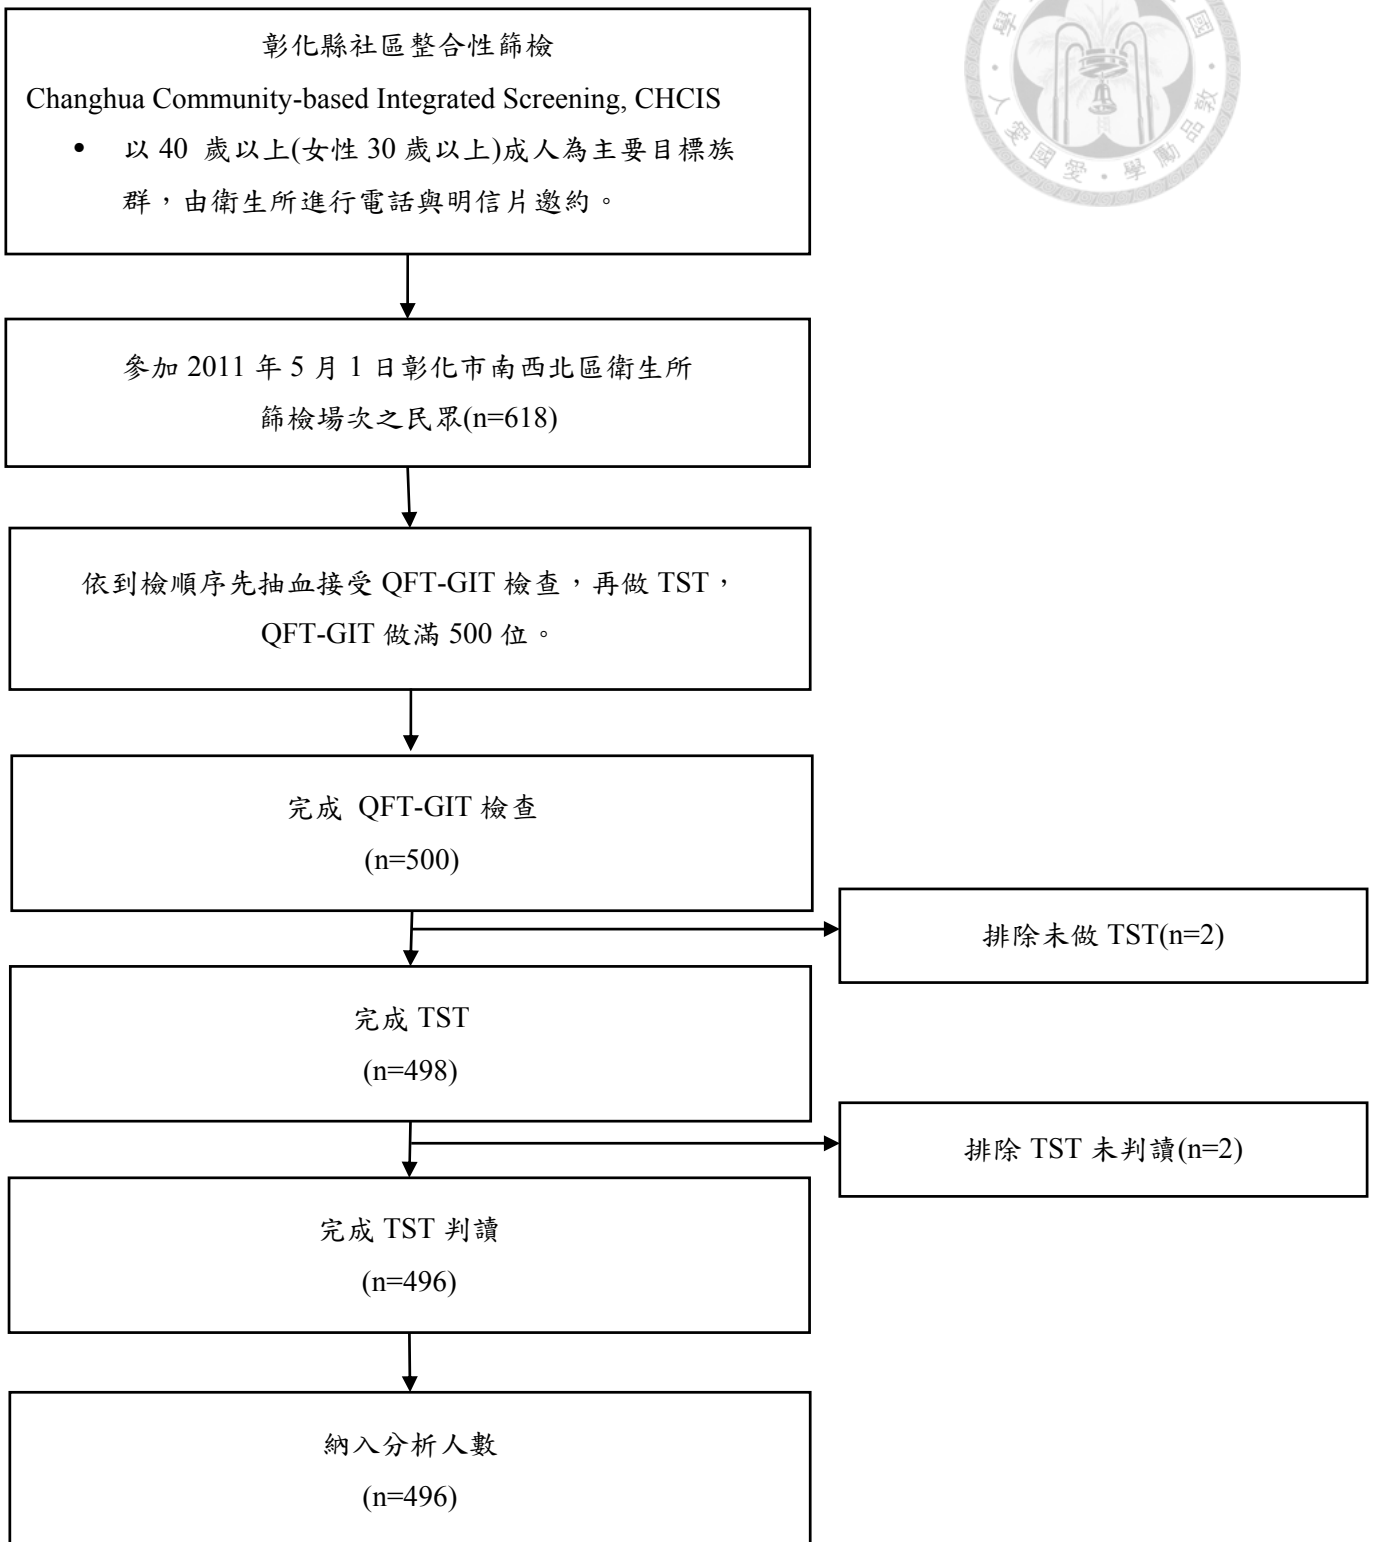 彰化縣社區整合性篩檢
Changhua Community-based Integrated Screening, CHCIS
• 以 40 歲以上(女性 30 歲以上)成人為主要目標族
群,由衛生所進行電話與明信片邀約。
參加 2011 年 5 月 1 日彰化市南西北區衛生所
篩檢場次之民眾(n=618)
依到檢順序先抽血接受 QFT-GIT 檢查,再做 TST,
QFT-GIT 做滿 500 位。
完成 QFT-GIT 檢查
(n=500)
排除未做 TST(n=2)
完成 TST
(n=498)
排除 TST 未判讀(n=2)
完成 TST 判讀
(n=496)
納入分析人數
(n=496)